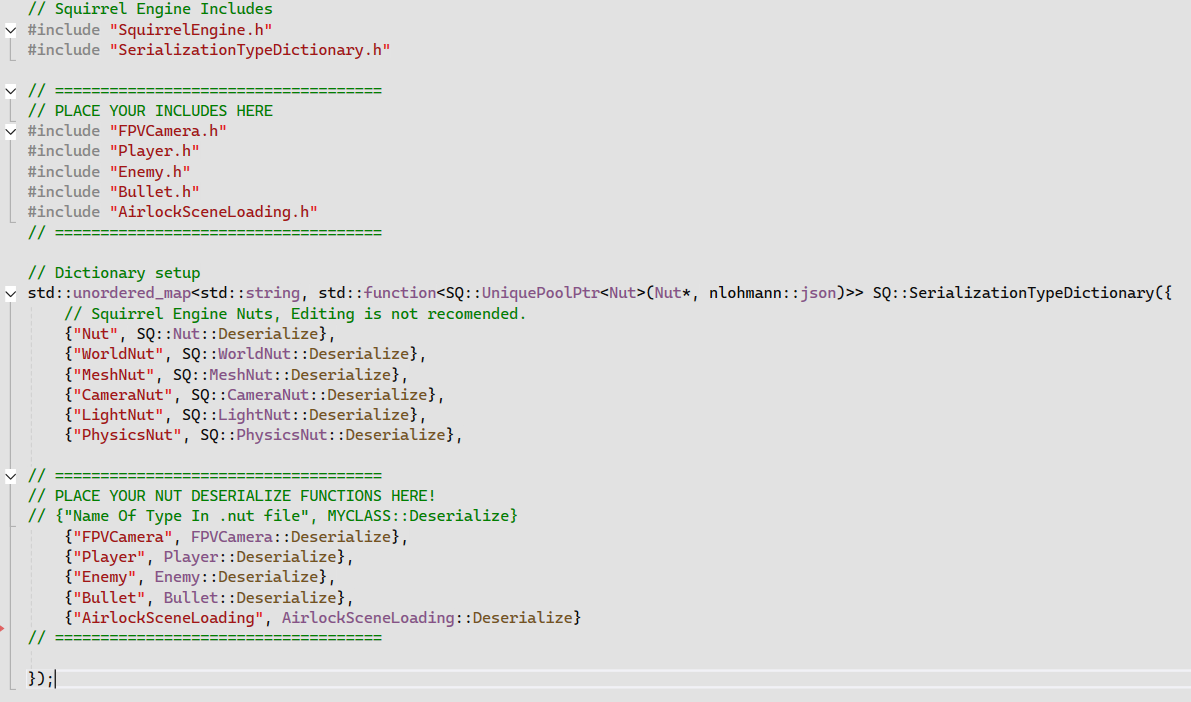 // Squirrel Engine Includes
#include "SquirrelEngine.h"
#include "SerializationTypeDictionary.h"
// ====================================
// PLACE YOUR INCLUDES HERE
#include "FPVCamera.h"
#include "Player.h"
#include "Enemy.h"
#include "Bullet.h"
#include "AirlockSceneLoading.h"
// ====================================
// Dictionary setup
std::unordered_map<std::string, std::function<SQ::UniquePoolPtr<Nut>(Nut*, nlohmann::json)>> SQ::SerializationTypeDictionary({
// Squirrel Engine Nuts, Editing is not recomended.
{"Nut", SQ::Nut::Deserialize},
{"WorldNut", SQ::WorldNut::Deserialize},
{"MeshNut", SQ::MeshNut::Deserialize},
{"CameraNut", SQ::CameraNut::Deserialize},
{"LightNut", SQ::LightNut::Deserialize},
{"PhysicsNut", SQ::PhysicsNut::Deserialize},
// ====================================
// PLACE YOUR NUT DESERIALIZE FUNCTIONS HERE!
// {"Name Of Type In .nut file", MYCLASS::Deserialize}
{"FPVCamera", FPVCamera::Deserialize},
{"Player", Player::Deserialize},
{"Enemy", Enemy::Deserialize},
{"Bullet", Bullet::Deserialize},
{"AirlockSceneLoading", AirlockSceneLoading::Deserialize}
// ====================================
});